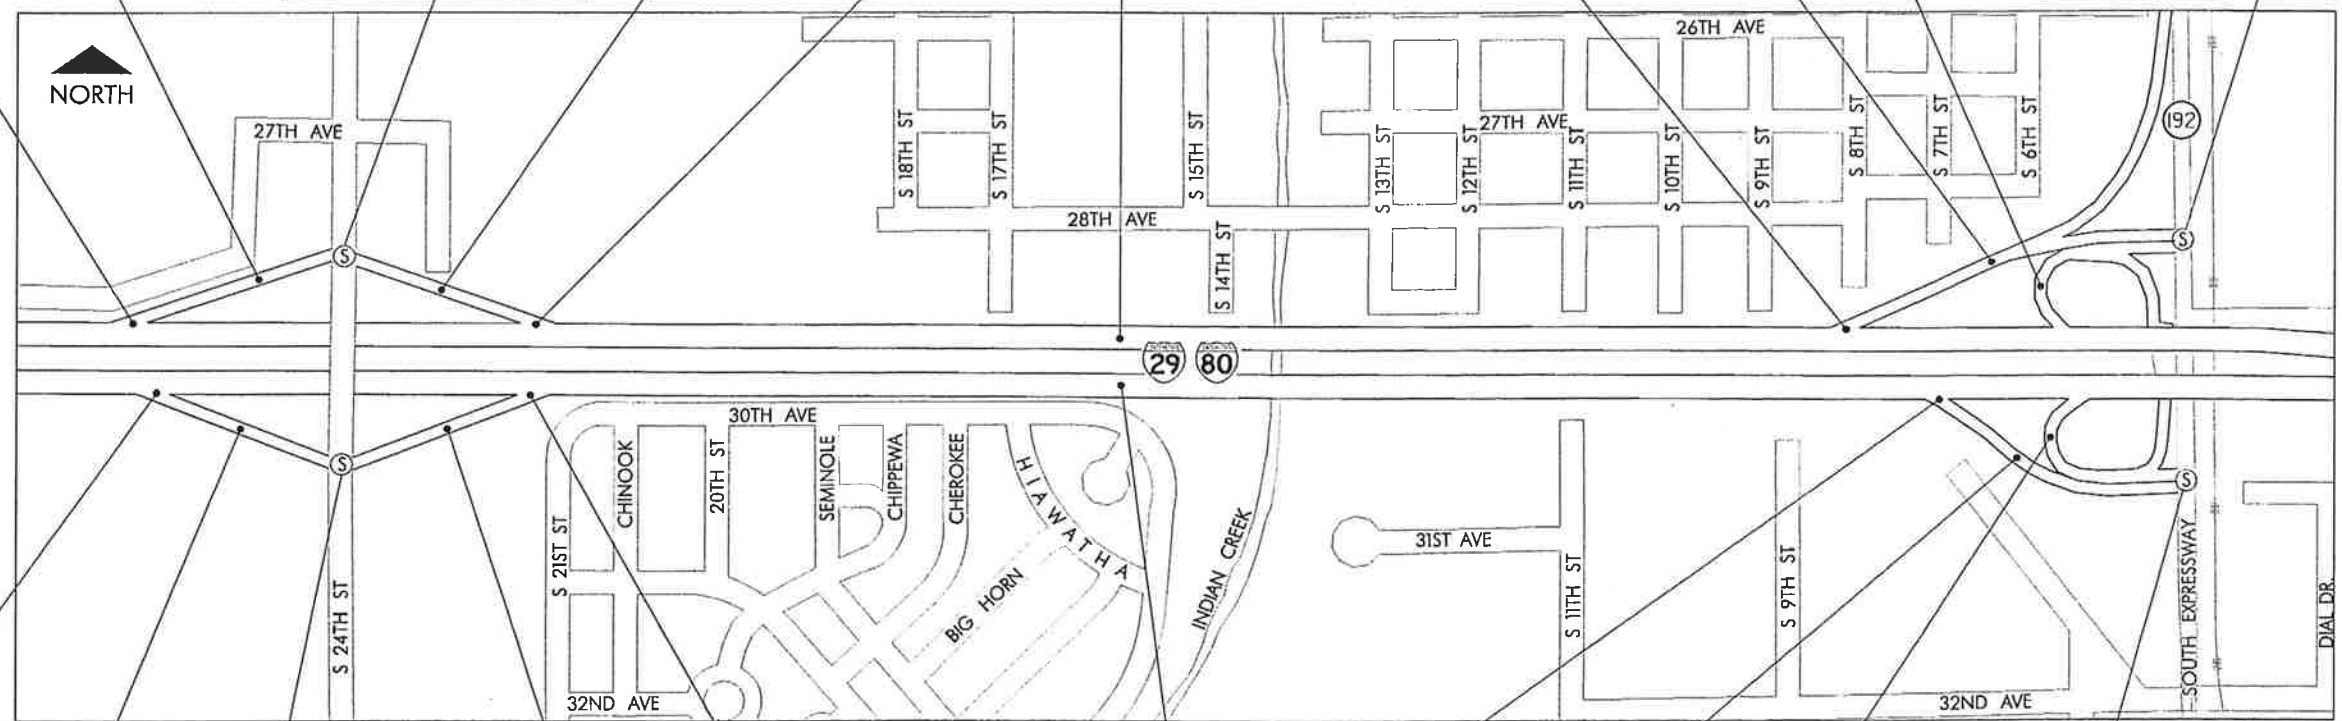 NORTH
26TH AVE
27TH AVE
27TH AVE
192
S 18TH ST
S 17TH ST
S 15TH ST
S 13TH ST
S 12TH ST
S 11TH ST
S 10TH ST
S 9TH ST
S 8TH ST
S 7TH ST
S 6TH ST
28TH AVE
S 14TH ST
S
S
29
80
30TH AVE
S
S
CHINOOK
20TH ST
SEMINOLE
CHIPPEWA
CHEROKEE
HIAWATHA
S 21ST ST
31ST AVE
INDIAN CREEK
BIG HORN
S 24TH ST
S 11TH ST
S 9TH ST
SOUTH EXPRESSWAY
DIAL DR.
32ND AVE
32ND AVE